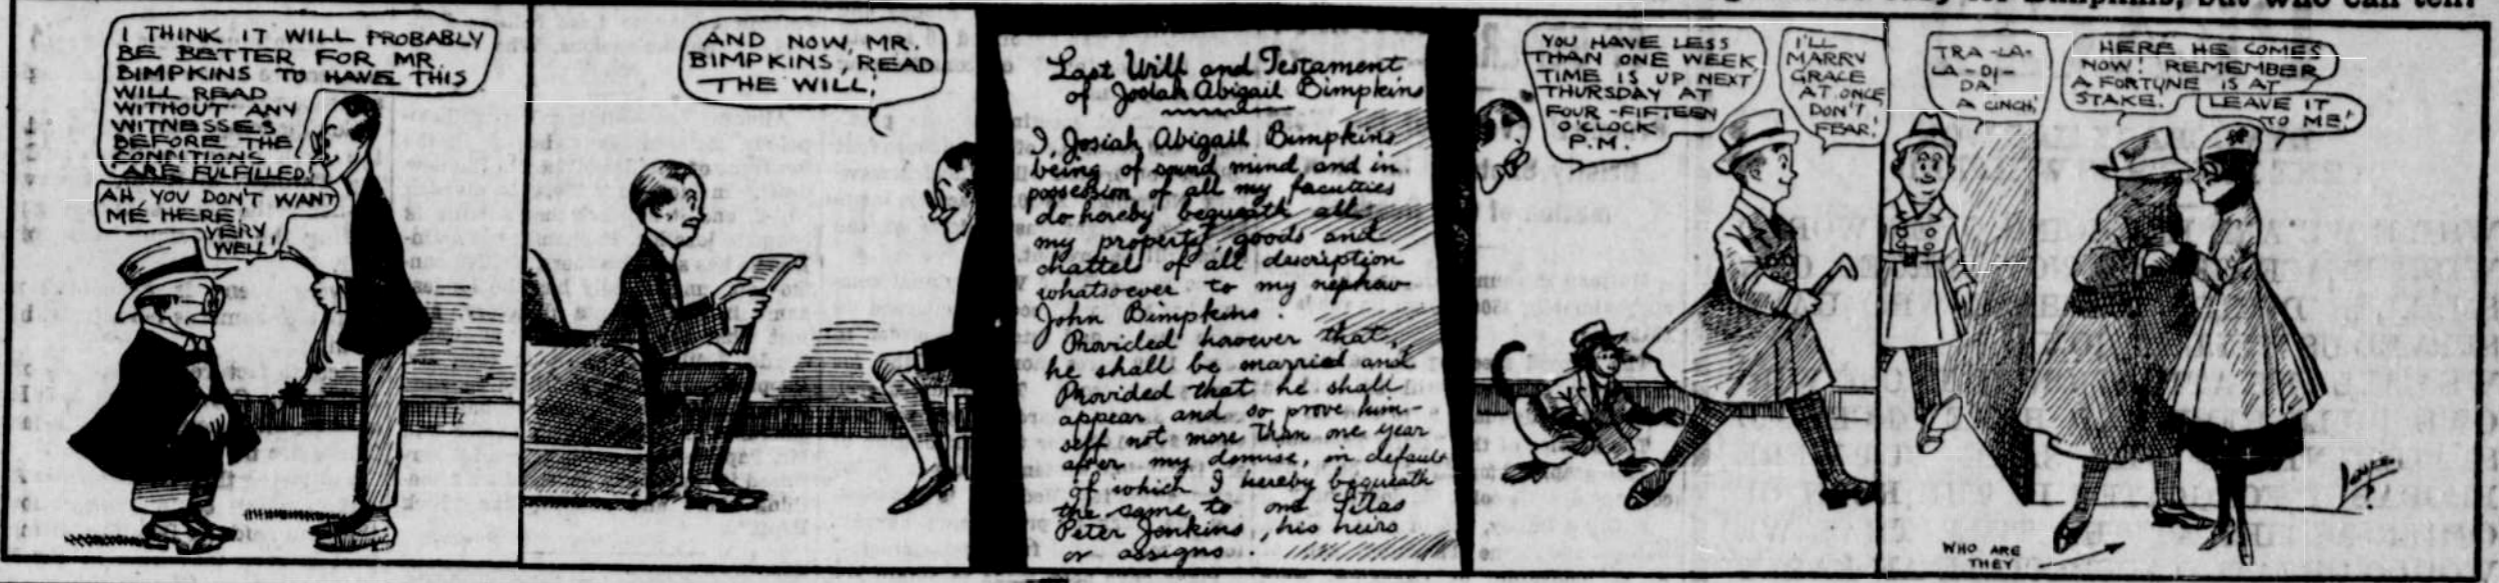 for Bimpkins, but who can tell?
I THINK IT WILL PROBABLY
BE BETTER FOR MR.
BIMPKINS TO HAVE THIS
WILL READ
WITHOUT ANY
WITNESSES
BEFORE THE
CONNITIONS
ARE FULFILLED.
AH, YOU DON'T WANT
ME HERE,
VERY
WELL!
AND NOW, MR.
BIMPKINS, READ
THE WILL!
Last Will and Testament
of Josiah Abigail Bimpkins
I, Josiah Abigail Bimpkins
being of sound mind and in
possession of all my faculties
do hereby bequeath all
my property, goods and
chattel of all description
whatsoever to my nephew
John Bimpkins.
Provided however that,
he shall be married and
Provided that he shall
appear and so prove him-
self not more than one year
after my demise, in default
of which I hereby bequeath
the same to one Silas
Peter Jenkins, his heirs
or assigns.
YOU HAVE LESS
THAN ONE WEEK
TIME IS UP NEXT
THURSDAY AT
FOUR-FIFTEEN
O'CLOCK
P.M.
I'LL
MARRY
GRACE
AT ONCE
DON'T
FEAR!
TRA-LA-
LA-DI-
DA!
A CINCH!
HERE HE COMES
NOW! REMEMBER
A FORTUNE IS AT
STAKE.
LEAVE IT
TO ME!
WHO ARE
THEY
?